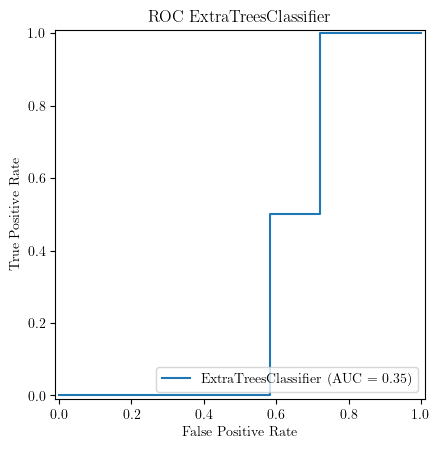 ROC ExtraTreesClassifier
1.0
0.8
0.6
0.4
0.2
0.0
True Positive Rate
ExtraTreesClassifier (AUC = 0.35)
0.0 0.2 0.4 0.6 0.8 1.0
False Positive Rate